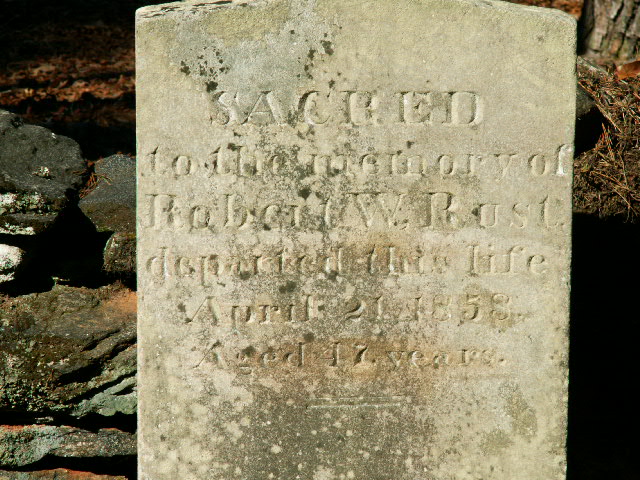 SACRED
to the memory of
Robert W. Rust
departed this life
April 21, 1858.
Aged 17 years.